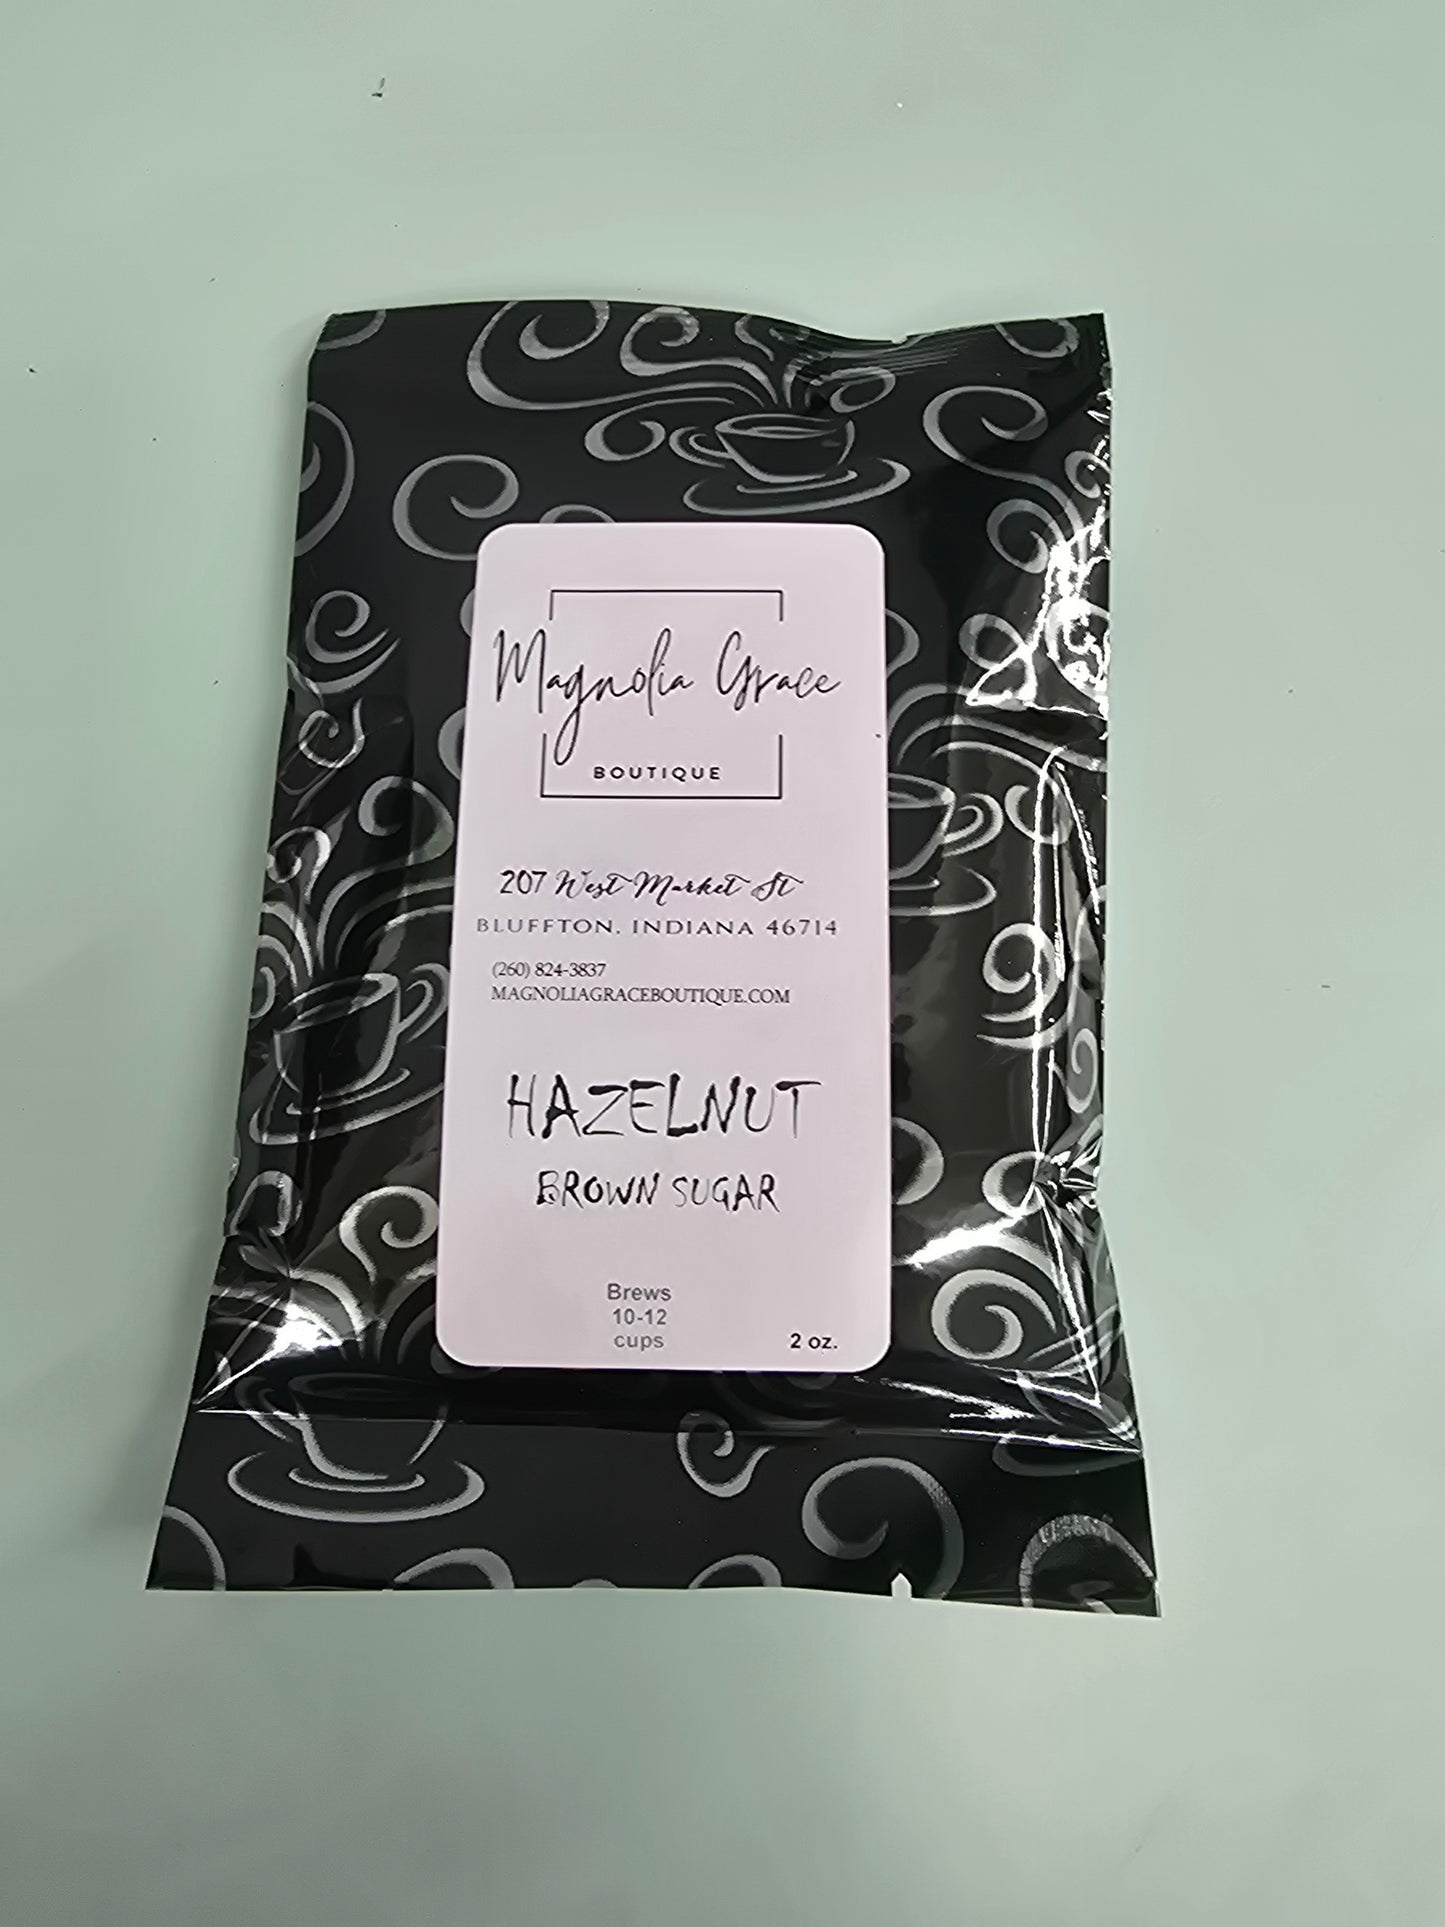 Magnolia Grace
BOUTIQUE
207 West Market St
BLUFFTON, INDIANA 46714
(260) 824-3837
MAGNOLIAGRACEBOUTIQUE.COM
HAZELNUT
BROWN SUGAR
Brews
10-12
cups
2 oz.